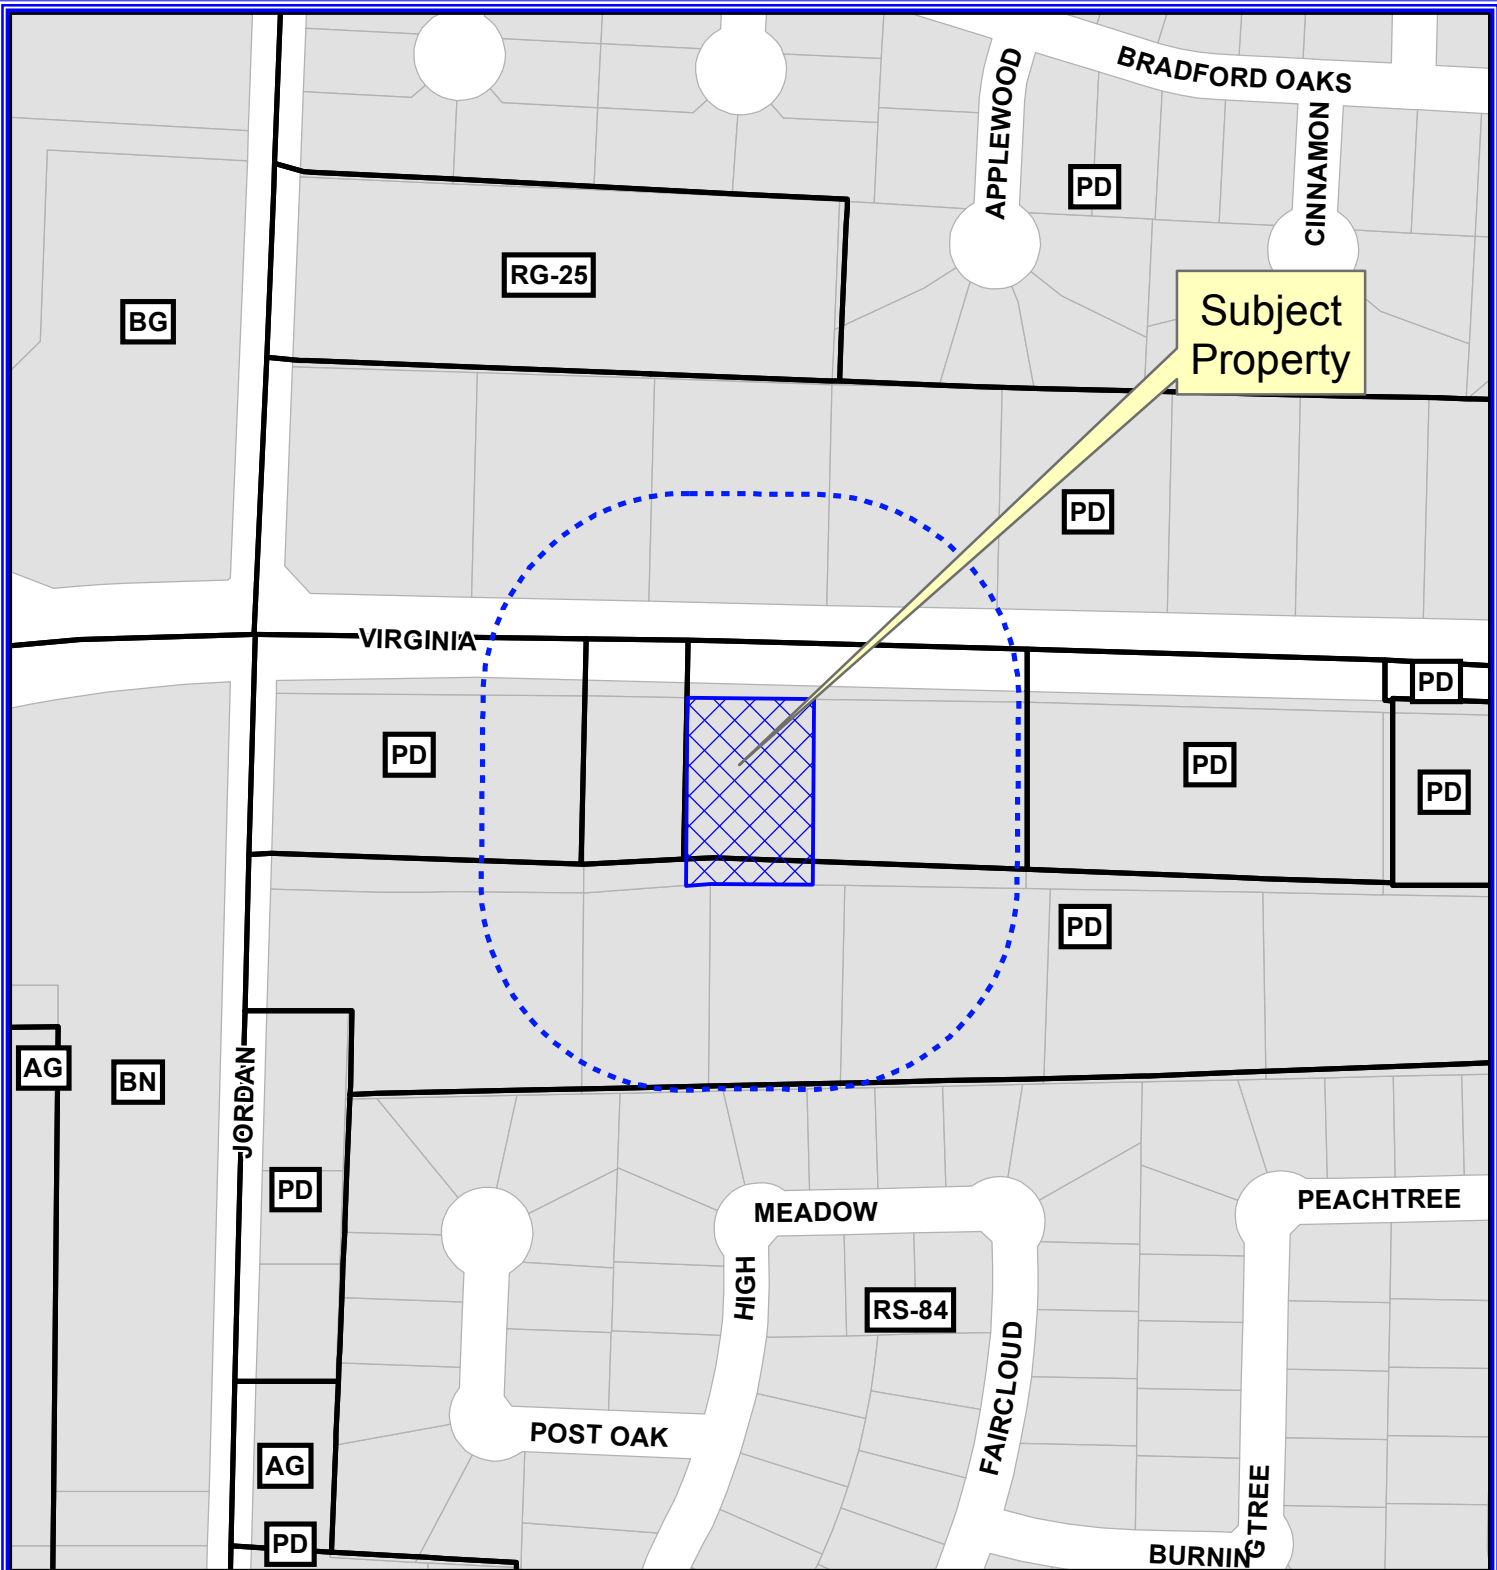 BRADFORD OAKS
APPLEWOOD
CINNAMON
PD
RG-25
BG
Subject
Property
PD
VIRGINIA
PD
PD
PD
PD
PD
AG
BN
JORDAN
PD
MEADOW
PEACHTREE
HIGH
RS-84
FAIRCLOUD
POST OAK
AG
GTREE
PD
BURNIN